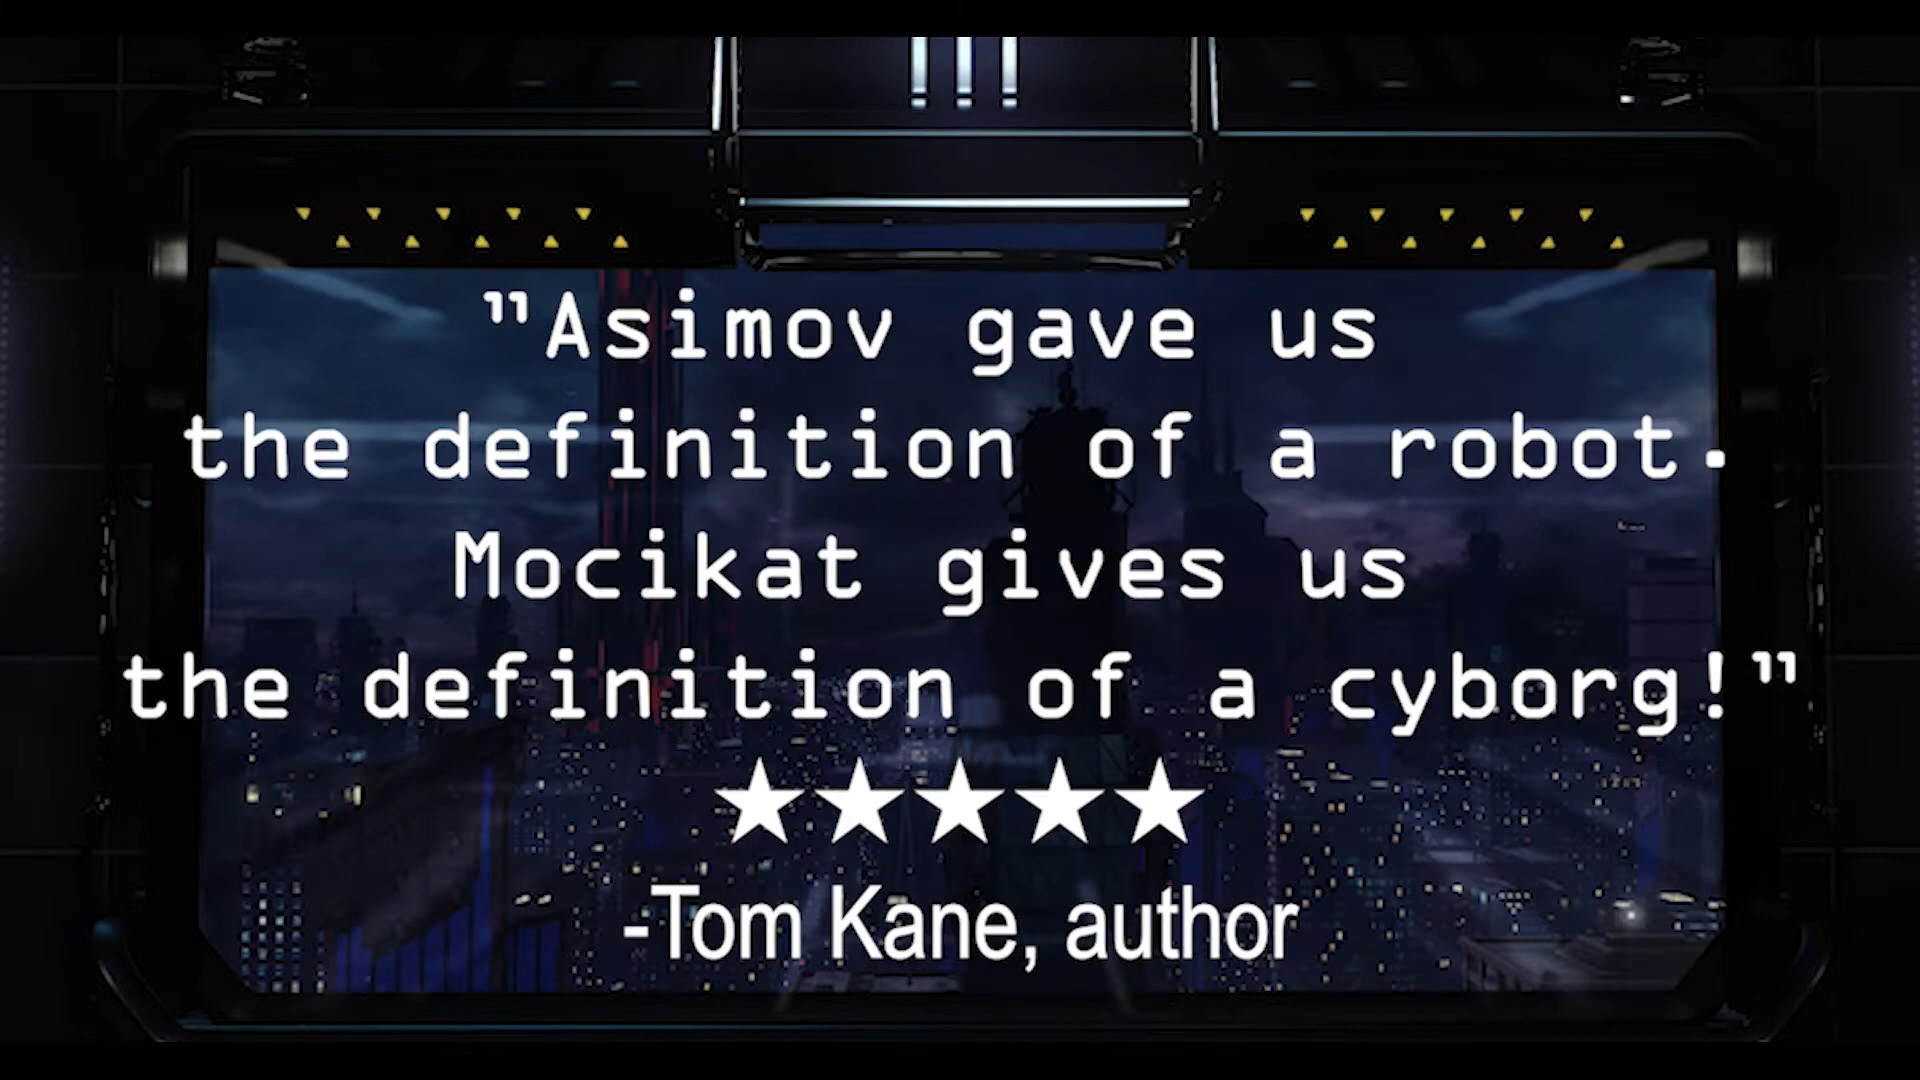 "Asimov gave us
the definition of a robot.
Mocikat gives us
the definition of a cyborg!"
★★★★★
-Tom Kane, author